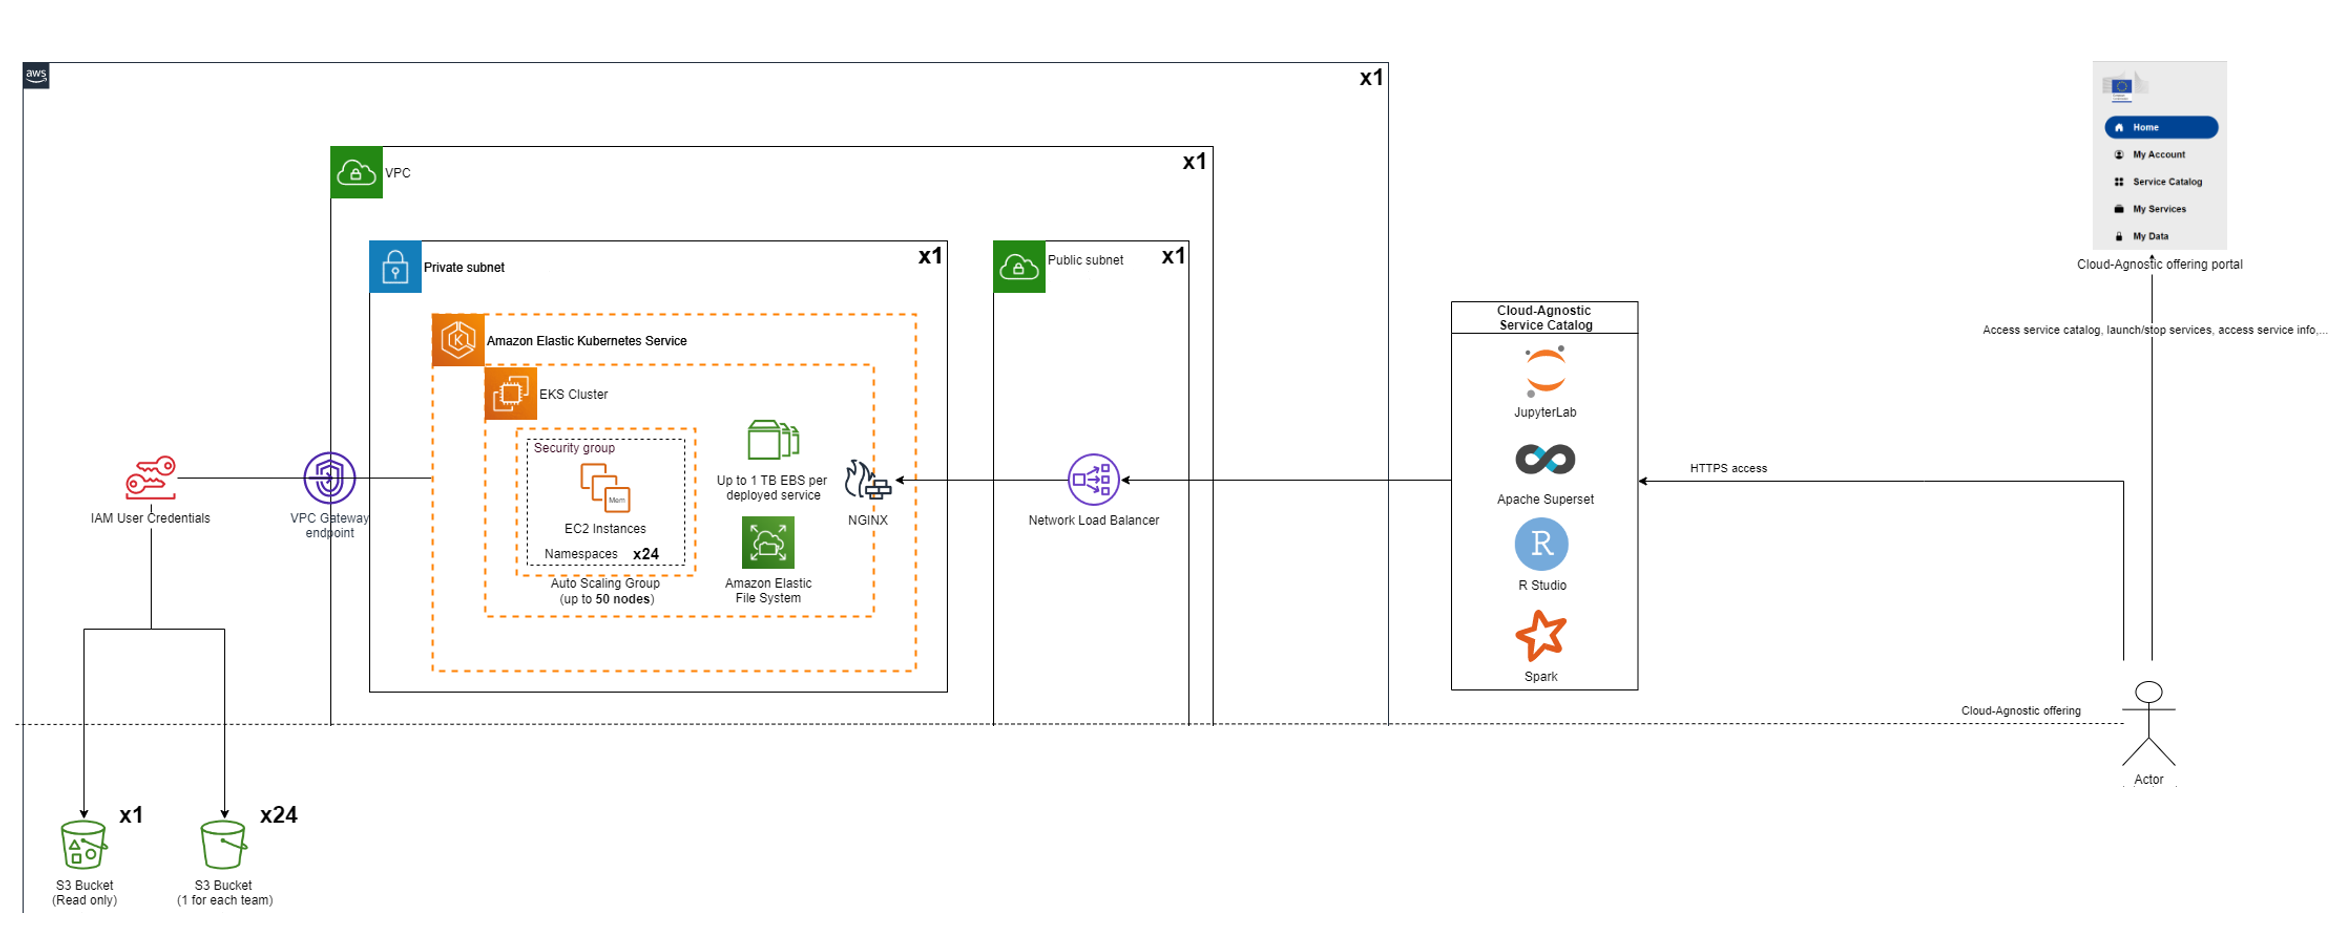 aws
x1
Home
My Account
Service Catalog
My Services
My Data
Cloud-Agnostic offering portal
VPC
x1
Private subnet
x1
Public subnet
x1
Cloud-Agnostic
Service Catalog
Access service catalog, launch/stop services, access service info,...
Amazon Elastic Kubernetes Service
EKS Cluster
JupyterLab
Security group
Mem
EC2 Instances
Namespaces x24
Auto Scaling Group
(up to 50 nodes)
Up to 1 TB EBS per
deployed service
Amazon Elastic
File System
NGINX
Network Load Balancer
HTTPS access
Apache Superset
R
R Studio
Spark
IAM User Credentials
VPC Gateway
endpoint
Cloud-Agnostic offering
Actor
x1
x24
S3 Bucket
(Read only)
S3 Bucket
(1 for each team)